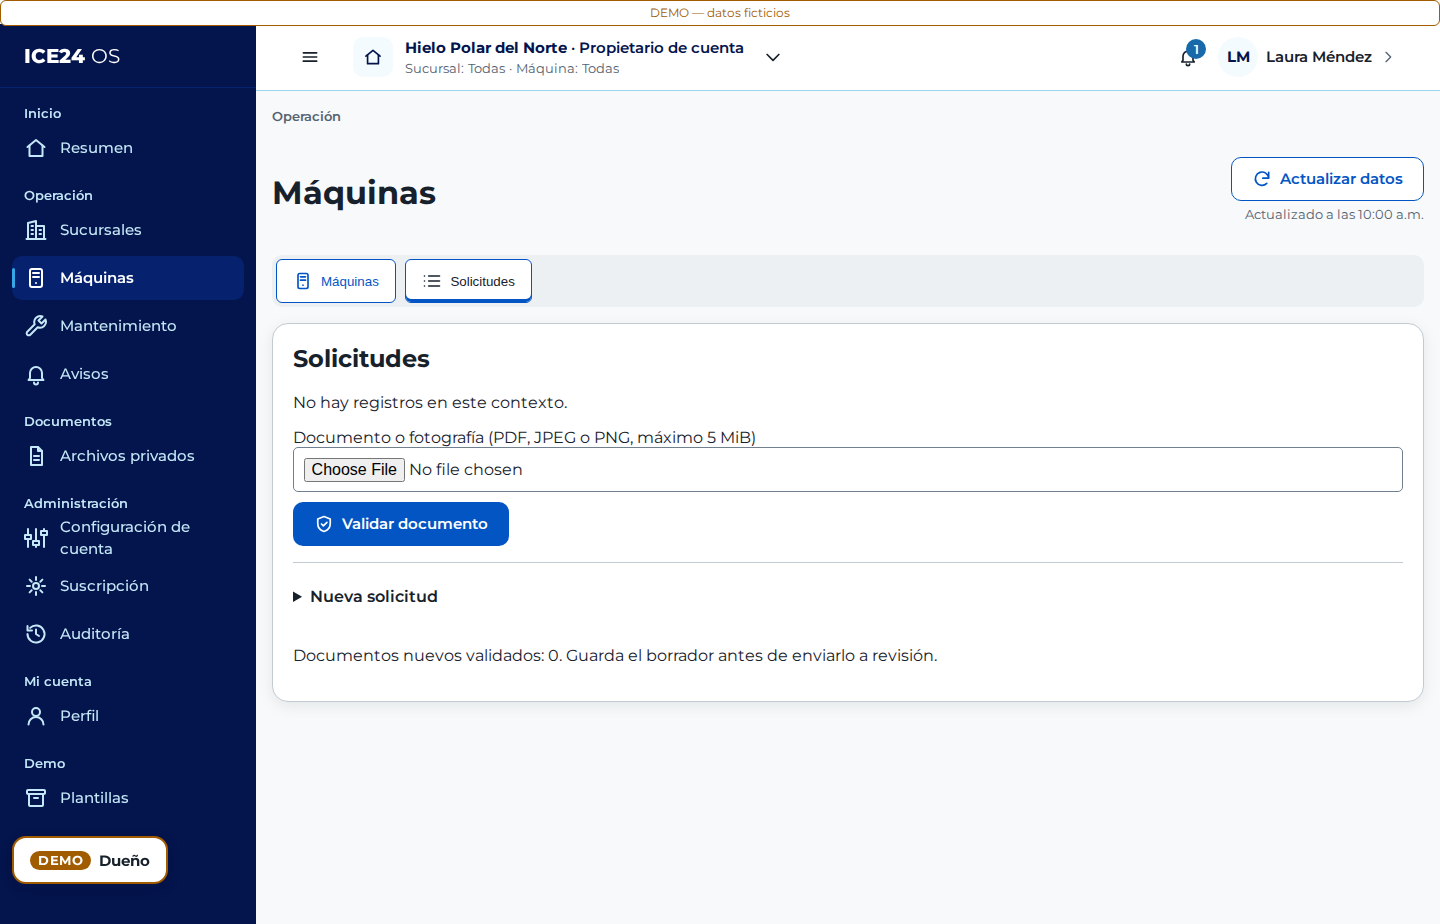 DEMO — datos ficticios
ICE24 OS
Inicio
Resumen
Operación
Sucursales
Máquinas
Mantenimiento
Avisos
Documentos
Archivos privados
Administración
Configuración de
cuenta
Suscripción
Auditoría
Mi cuenta
Perfil
Demo
Plantillas
DEMO Dueño
Hielo Polar del Norte · Propietario de cuenta
Sucursal: Todas · Máquina: Todas
1
LM Laura Méndez
Operación
Máquinas
Actualizar datos
Actualizado a las 10:00 a.m.
Máquinas
Solicitudes
Solicitudes
No hay registros en este contexto.
Documento o fotografía (PDF, JPEG o PNG, máximo 5 MiB)
Choose File No file chosen
Validar documento
Nueva solicitud
Documentos nuevos validados: 0. Guarda el borrador antes de enviarlo a revisión.